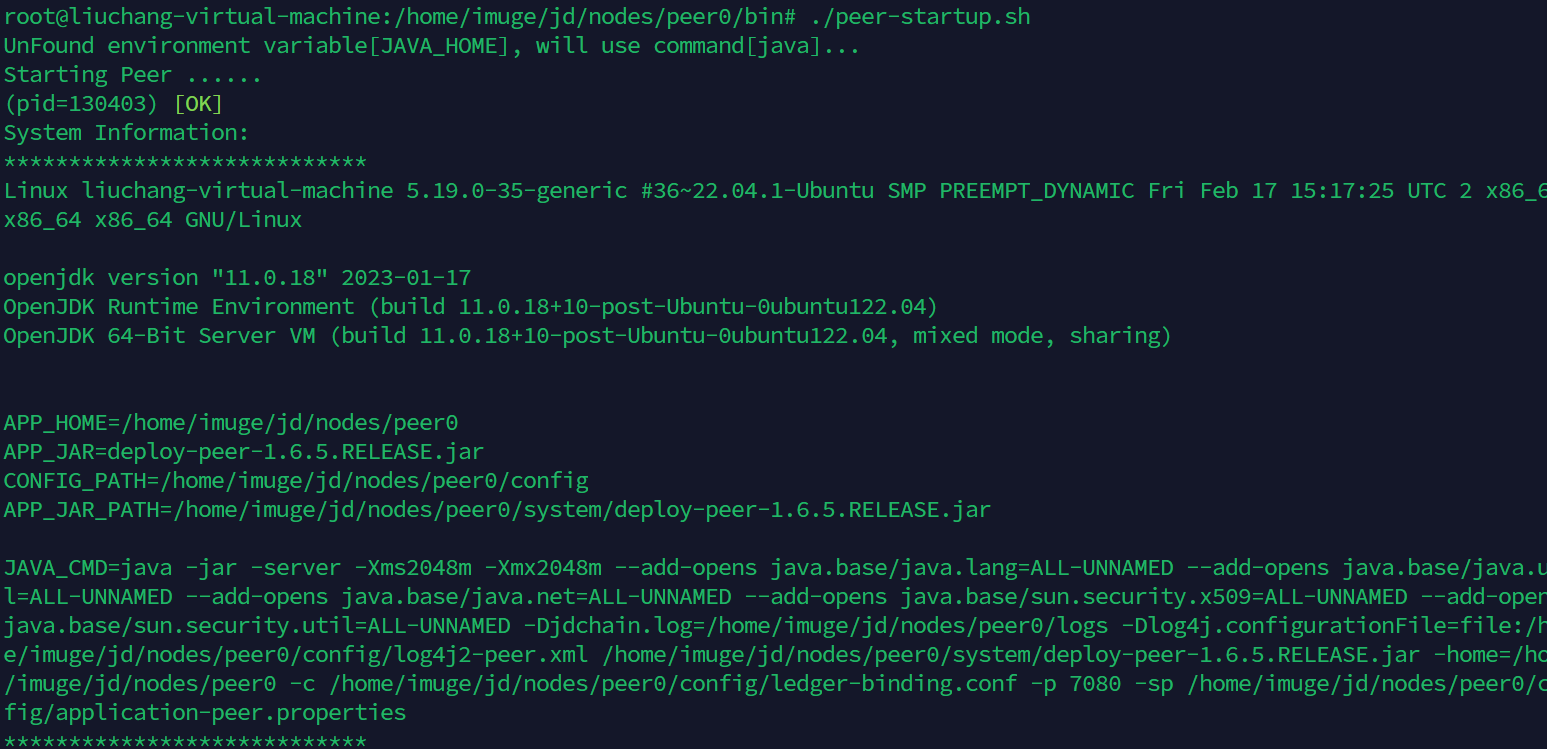 root@liuchang-virtual-machine:/home/imuge/jd/nodes/peer0/bin# ./peer-startup.sh
UnFound environment variable[JAVA_HOME], will use command[java]...
Starting Peer ......
(pid=130403) [OK]
System Information:
****************************
Linux liuchang-virtual-machine 5.19.0-35-generic #36~22.04.1-Ubuntu SMP PREEMPT_DYNAMIC Fri Feb 17 15:17:25 UTC 2 x86_6
x86_64 x86_64 GNU/Linux
openjdk version "11.0.18" 2023-01-17
OpenJDK Runtime Environment (build 11.0.18+10-post-Ubuntu-0ubuntu122.04)
OpenJDK 64-Bit Server VM (build 11.0.18+10-post-Ubuntu-0ubuntu122.04, mixed mode, sharing)
APP_HOME=/home/imuge/jd/nodes/peer0
APP_JAR=deploy-peer-1.6.5.RELEASE.jar
CONFIG_PATH=/home/imuge/jd/nodes/peer0/config
APP_JAR_PATH=/home/imuge/jd/nodes/peer0/system/deploy-peer-1.6.5.RELEASE.jar
JAVA_CMD=java -jar -server -Xms2048m -Xmx2048m --add-opens java.base/java.lang=ALL-UNNAMED --add-opens java.base/java.u
l=ALL-UNNAMED --add-opens java.base/java.net=ALL-UNNAMED --add-opens java.base/sun.security.x509=ALL-UNNAMED --add-open
java.base/sun.security.util=ALL-UNNAMED -Djdchain.log=/home/imuge/jd/nodes/peer0/logs -Dlog4j.configurationFile=file:/h
e/imuge/jd/nodes/peer0/config/log4j2-peer.xml /home/imuge/jd/nodes/peer0/system/deploy-peer-1.6.5.RELEASE.jar -home=/ho
/imuge/jd/nodes/peer0 -c /home/imuge/jd/nodes/peer0/config/ledger-binding.conf -p 7080 -sp /home/imuge/jd/nodes/peer0/c
fig/application-peer.properties
****************************